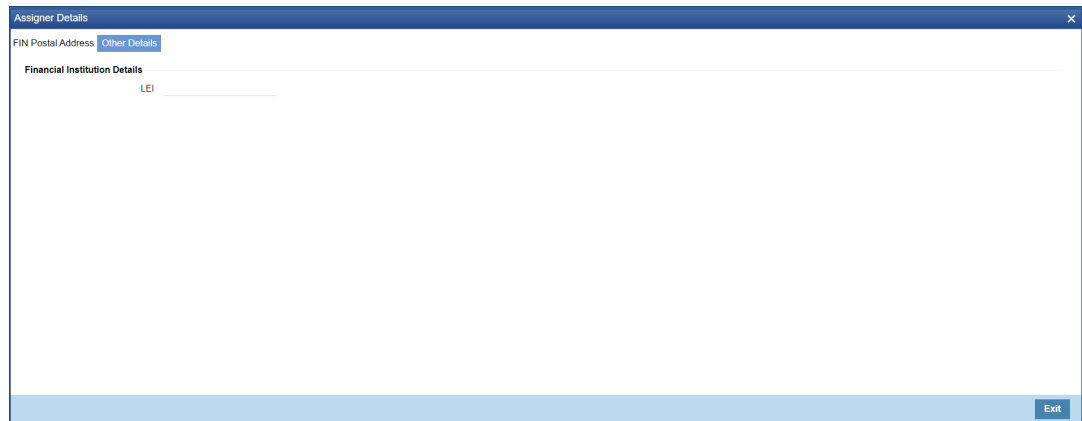 Assigner Details
FIN Postal Address Other Details
Financial Institution Details
LEI
Exit